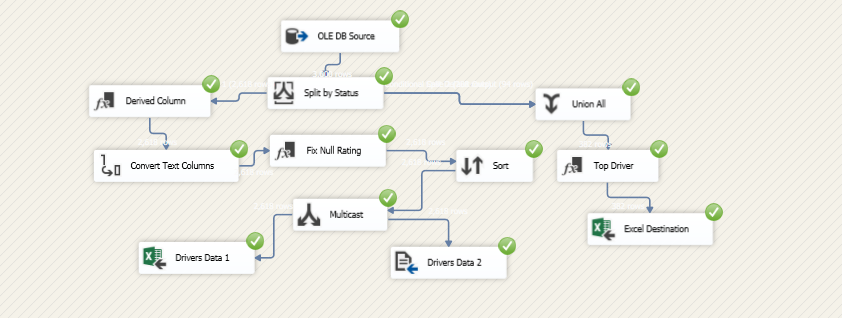 OLE DB Source
Derived Column
Split by Status
Union All
Convert Text Columns
Fix Null Rating
Sort
Top Driver
Multicast
Excel Destination
Drivers Data 1
Drivers Data 2